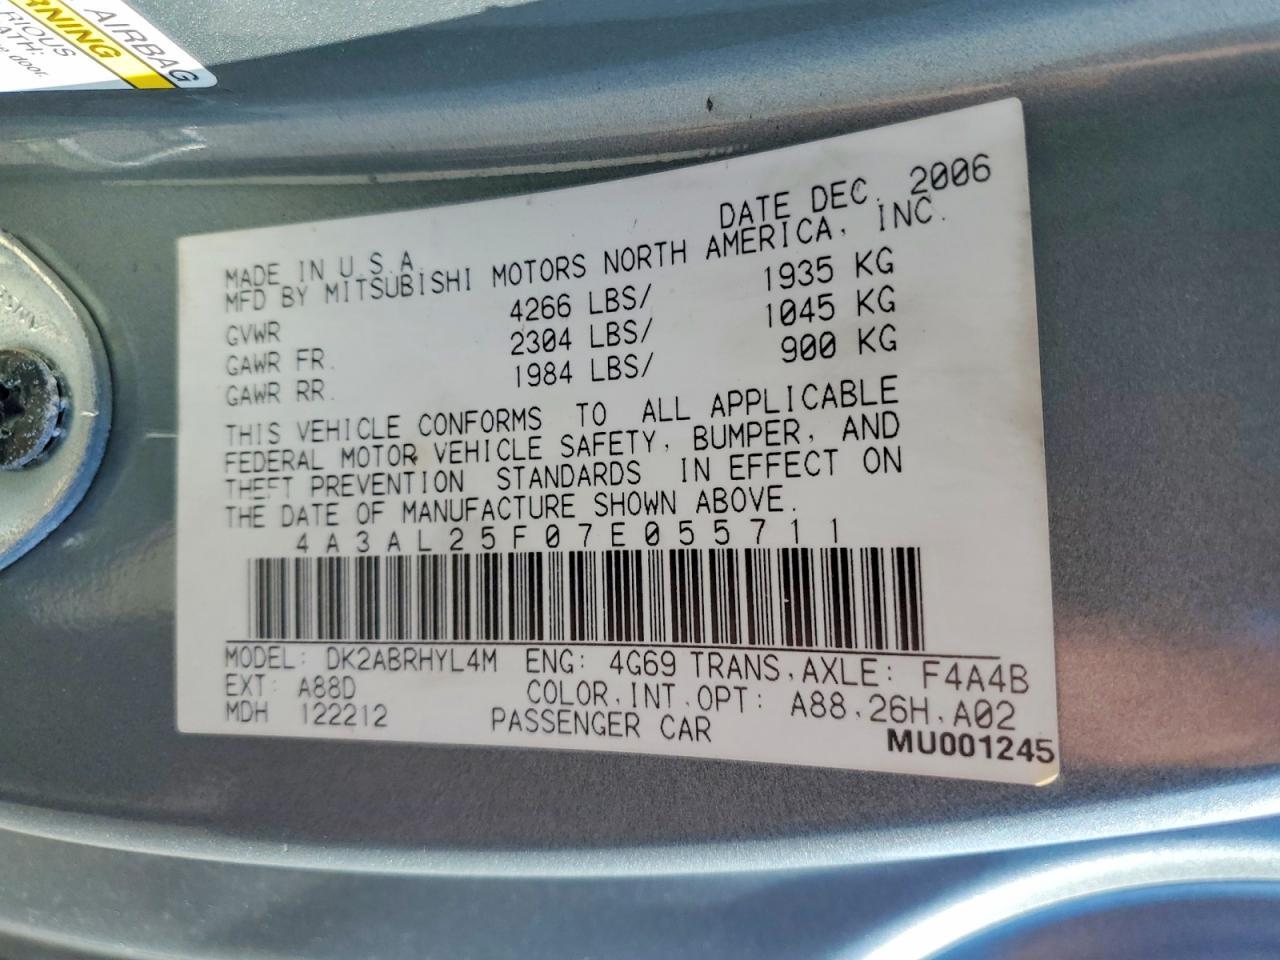 AIRBAG
WARNING
door.
DATE DEC. 2006
MADE IN U.S.A.
MFD BY MITSUBISHI MOTORS NORTH AMERICA, INC.
GVWR 4266 LBS/ 1935 KG
GAWR FR. 2304 LBS/ 1045 KG
GAWR RR. 1984 LBS/ 900 KG
THIS VEHICLE CONFORMS TO ALL APPLICABLE
FEDERAL MOTOR VEHICLE SAFETY, BUMPER, AND
THEFT PREVENTION STANDARDS IN EFFECT ON
THE DATE OF MANUFACTURE SHOWN ABOVE.
4A3AL25F07E055711
MODEL: DK2ABRHYL4M ENG: 4G69 TRANS,AXLE: F4A4B
EXT: A88D COLOR,INT,OPT: A88,26H,A02
MDH 122212 PASSENGER CAR
MU001245